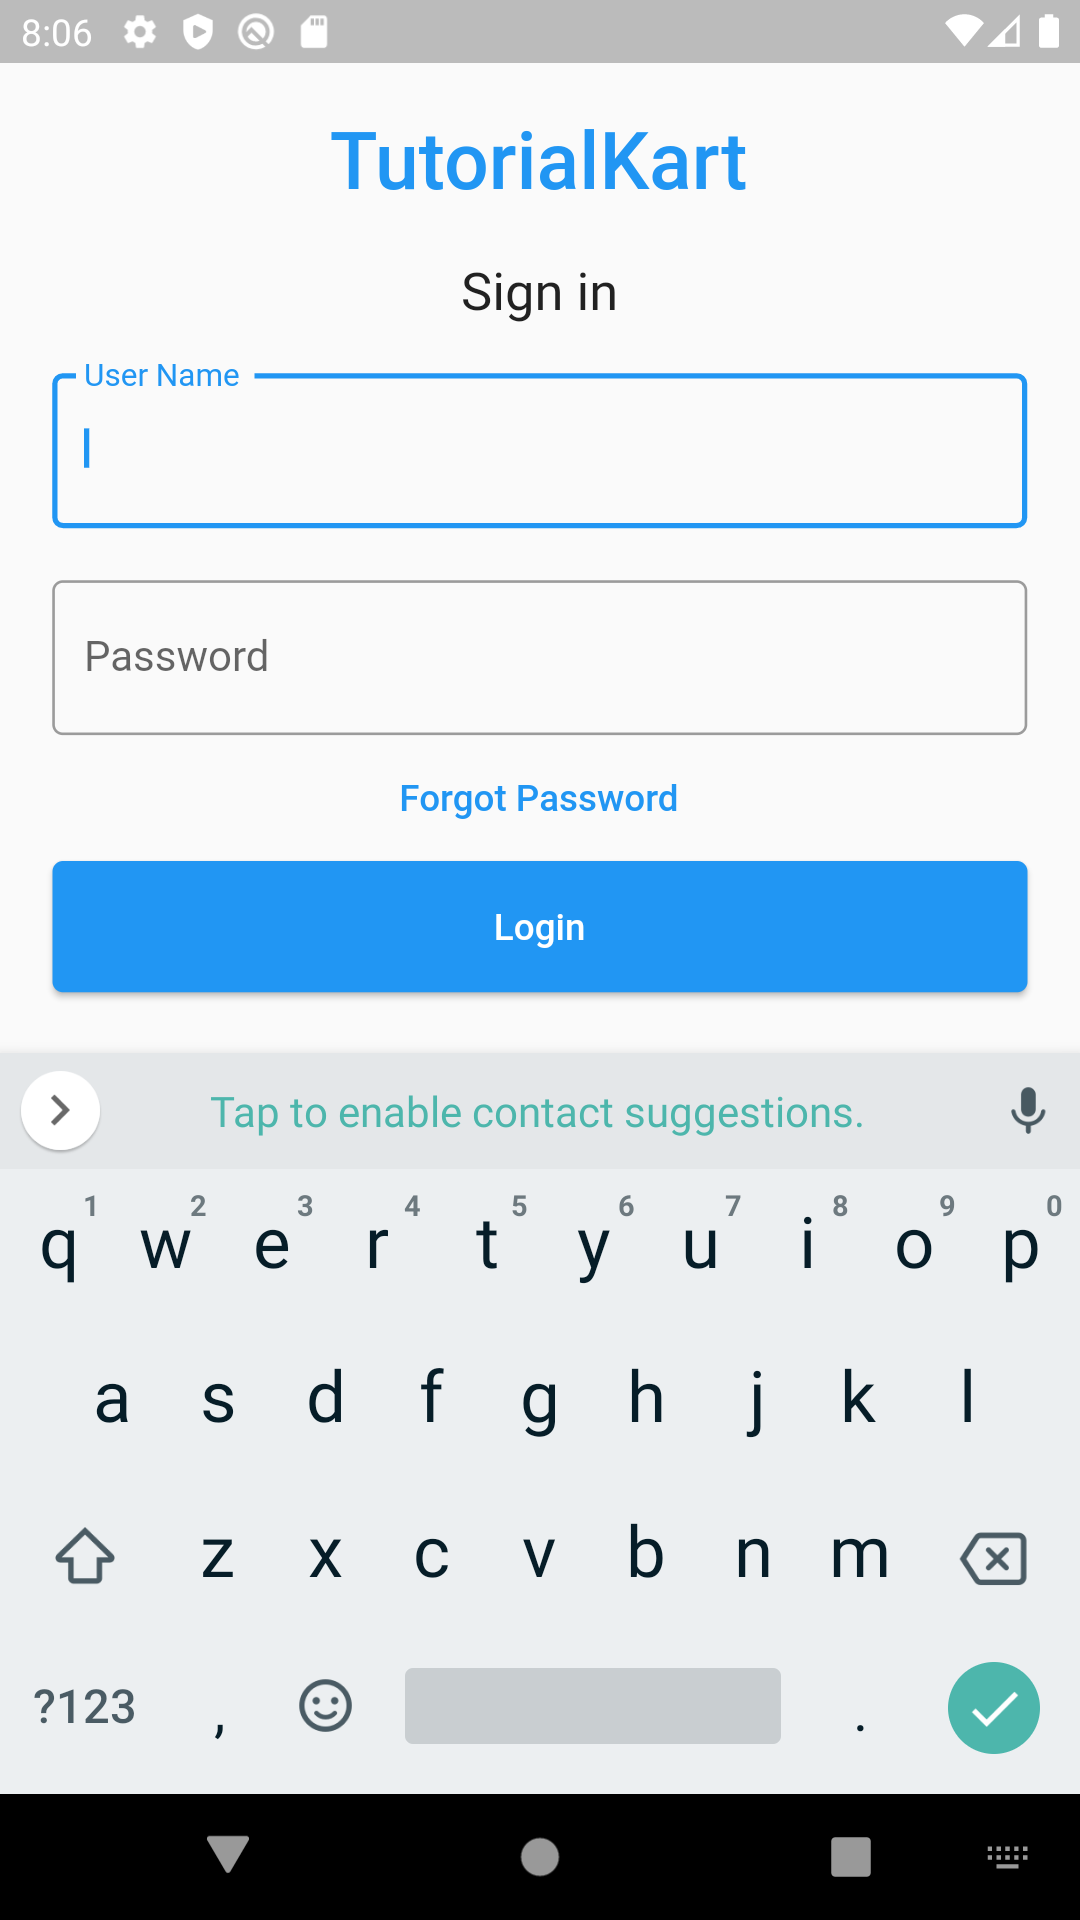 8:06
TutorialKart
Sign in
User Name
Password
Forgot Password
Login
Tap to enable contact suggestions.
1 2 3 4 5 6 7 8 9 0
q w e r t y u i o p
a s d f g h j k l
z x c v b n m
?123 , .